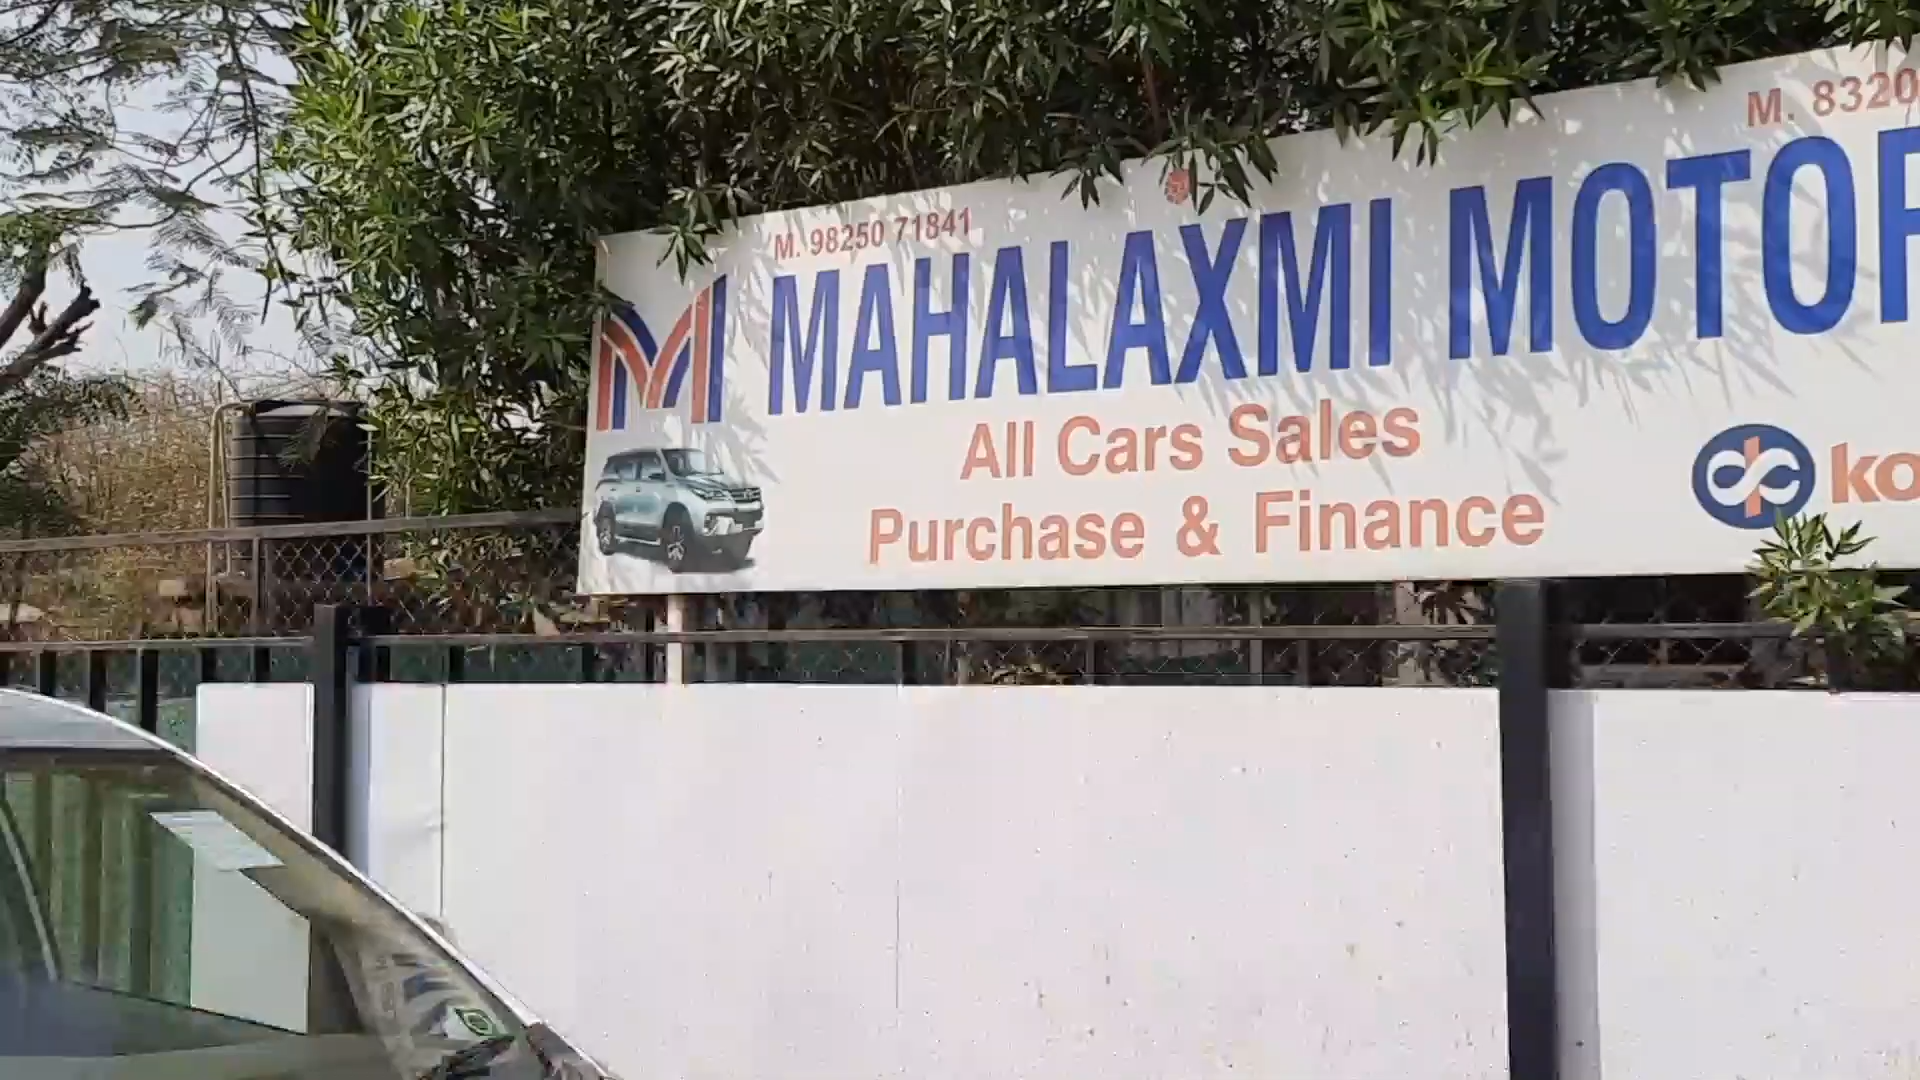 M. 98250 71841
M. 8320
MAHALAXMI MOTOR
All Cars Sales
Purchase & Finance
ko